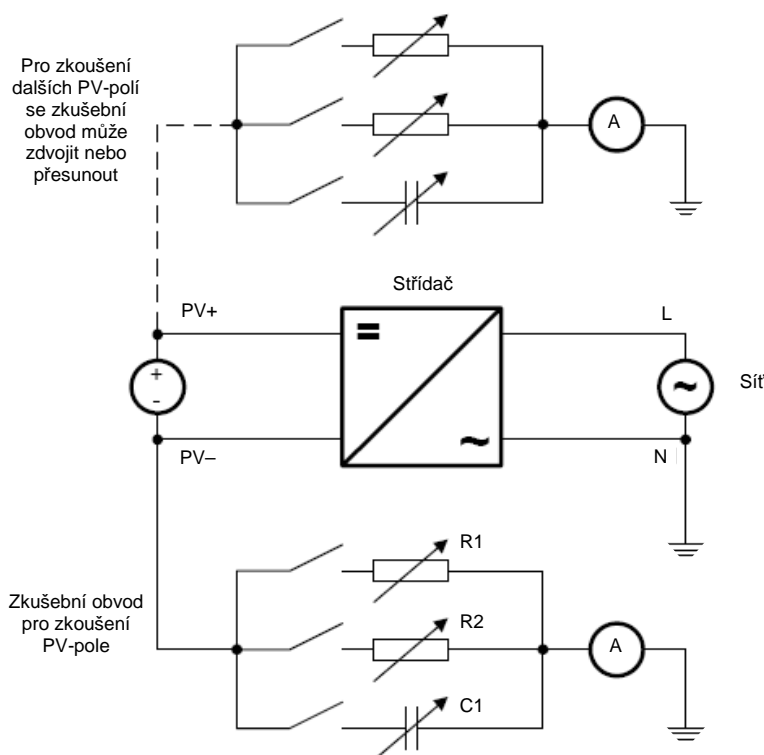 Pro zkoušení
dalších PV-polí
se zkušební
obvod může
zdvojit nebo
přesunout
A
Střídač
PV+
L
+
-
Síť
PV–
N
Zkušební obvod
pro zkoušení
PV-pole
R1
R2
A
C1